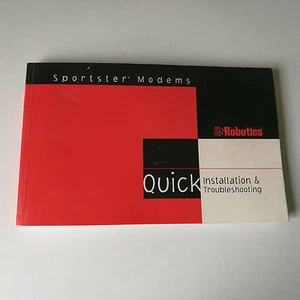 Sportster® Modems
U.S.Robotics®
Quick
Installation &
Troubleshooting